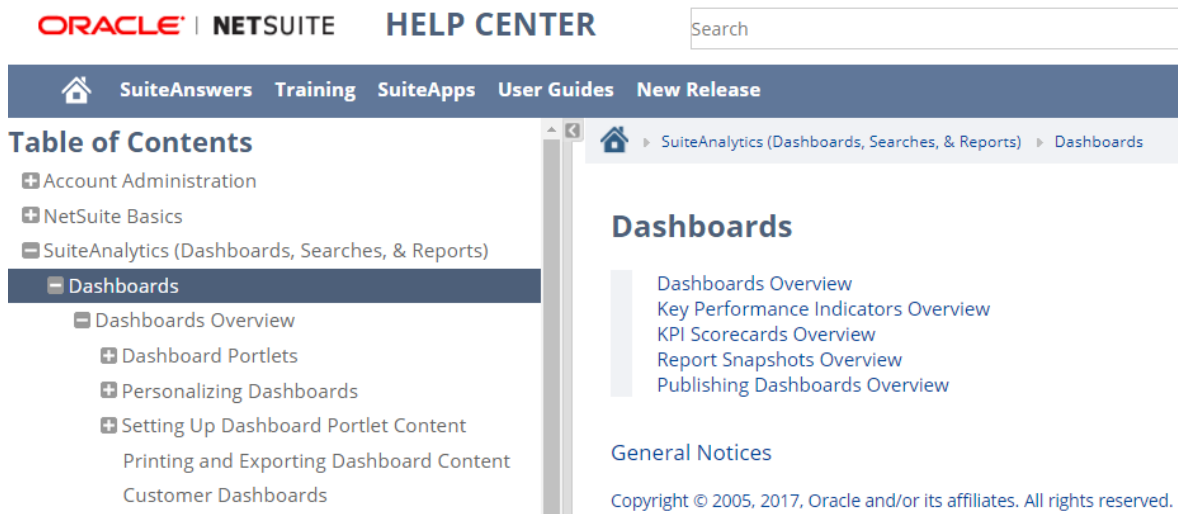 ORACLE | NETSUITE HELP CENTER
Search
SuiteAnswers Training SuiteApps User Guides New Release
Table of Contents
Account Administration
NetSuite Basics
SuiteAnalytics (Dashboards, Searches, & Reports)
Dashboards
Dashboards Overview
Dashboard Portlets
Personalizing Dashboards
Setting Up Dashboard Portlet Content
Printing and Exporting Dashboard Content
Customer Dashboards
SuiteAnalytics (Dashboards, Searches, & Reports) Dashboards
Dashboards
Dashboards Overview
Key Performance Indicators Overview
KPI Scorecards Overview
Report Snapshots Overview
Publishing Dashboards Overview
General Notices
Copyright © 2005, 2017, Oracle and/or its affiliates. All rights reserved.